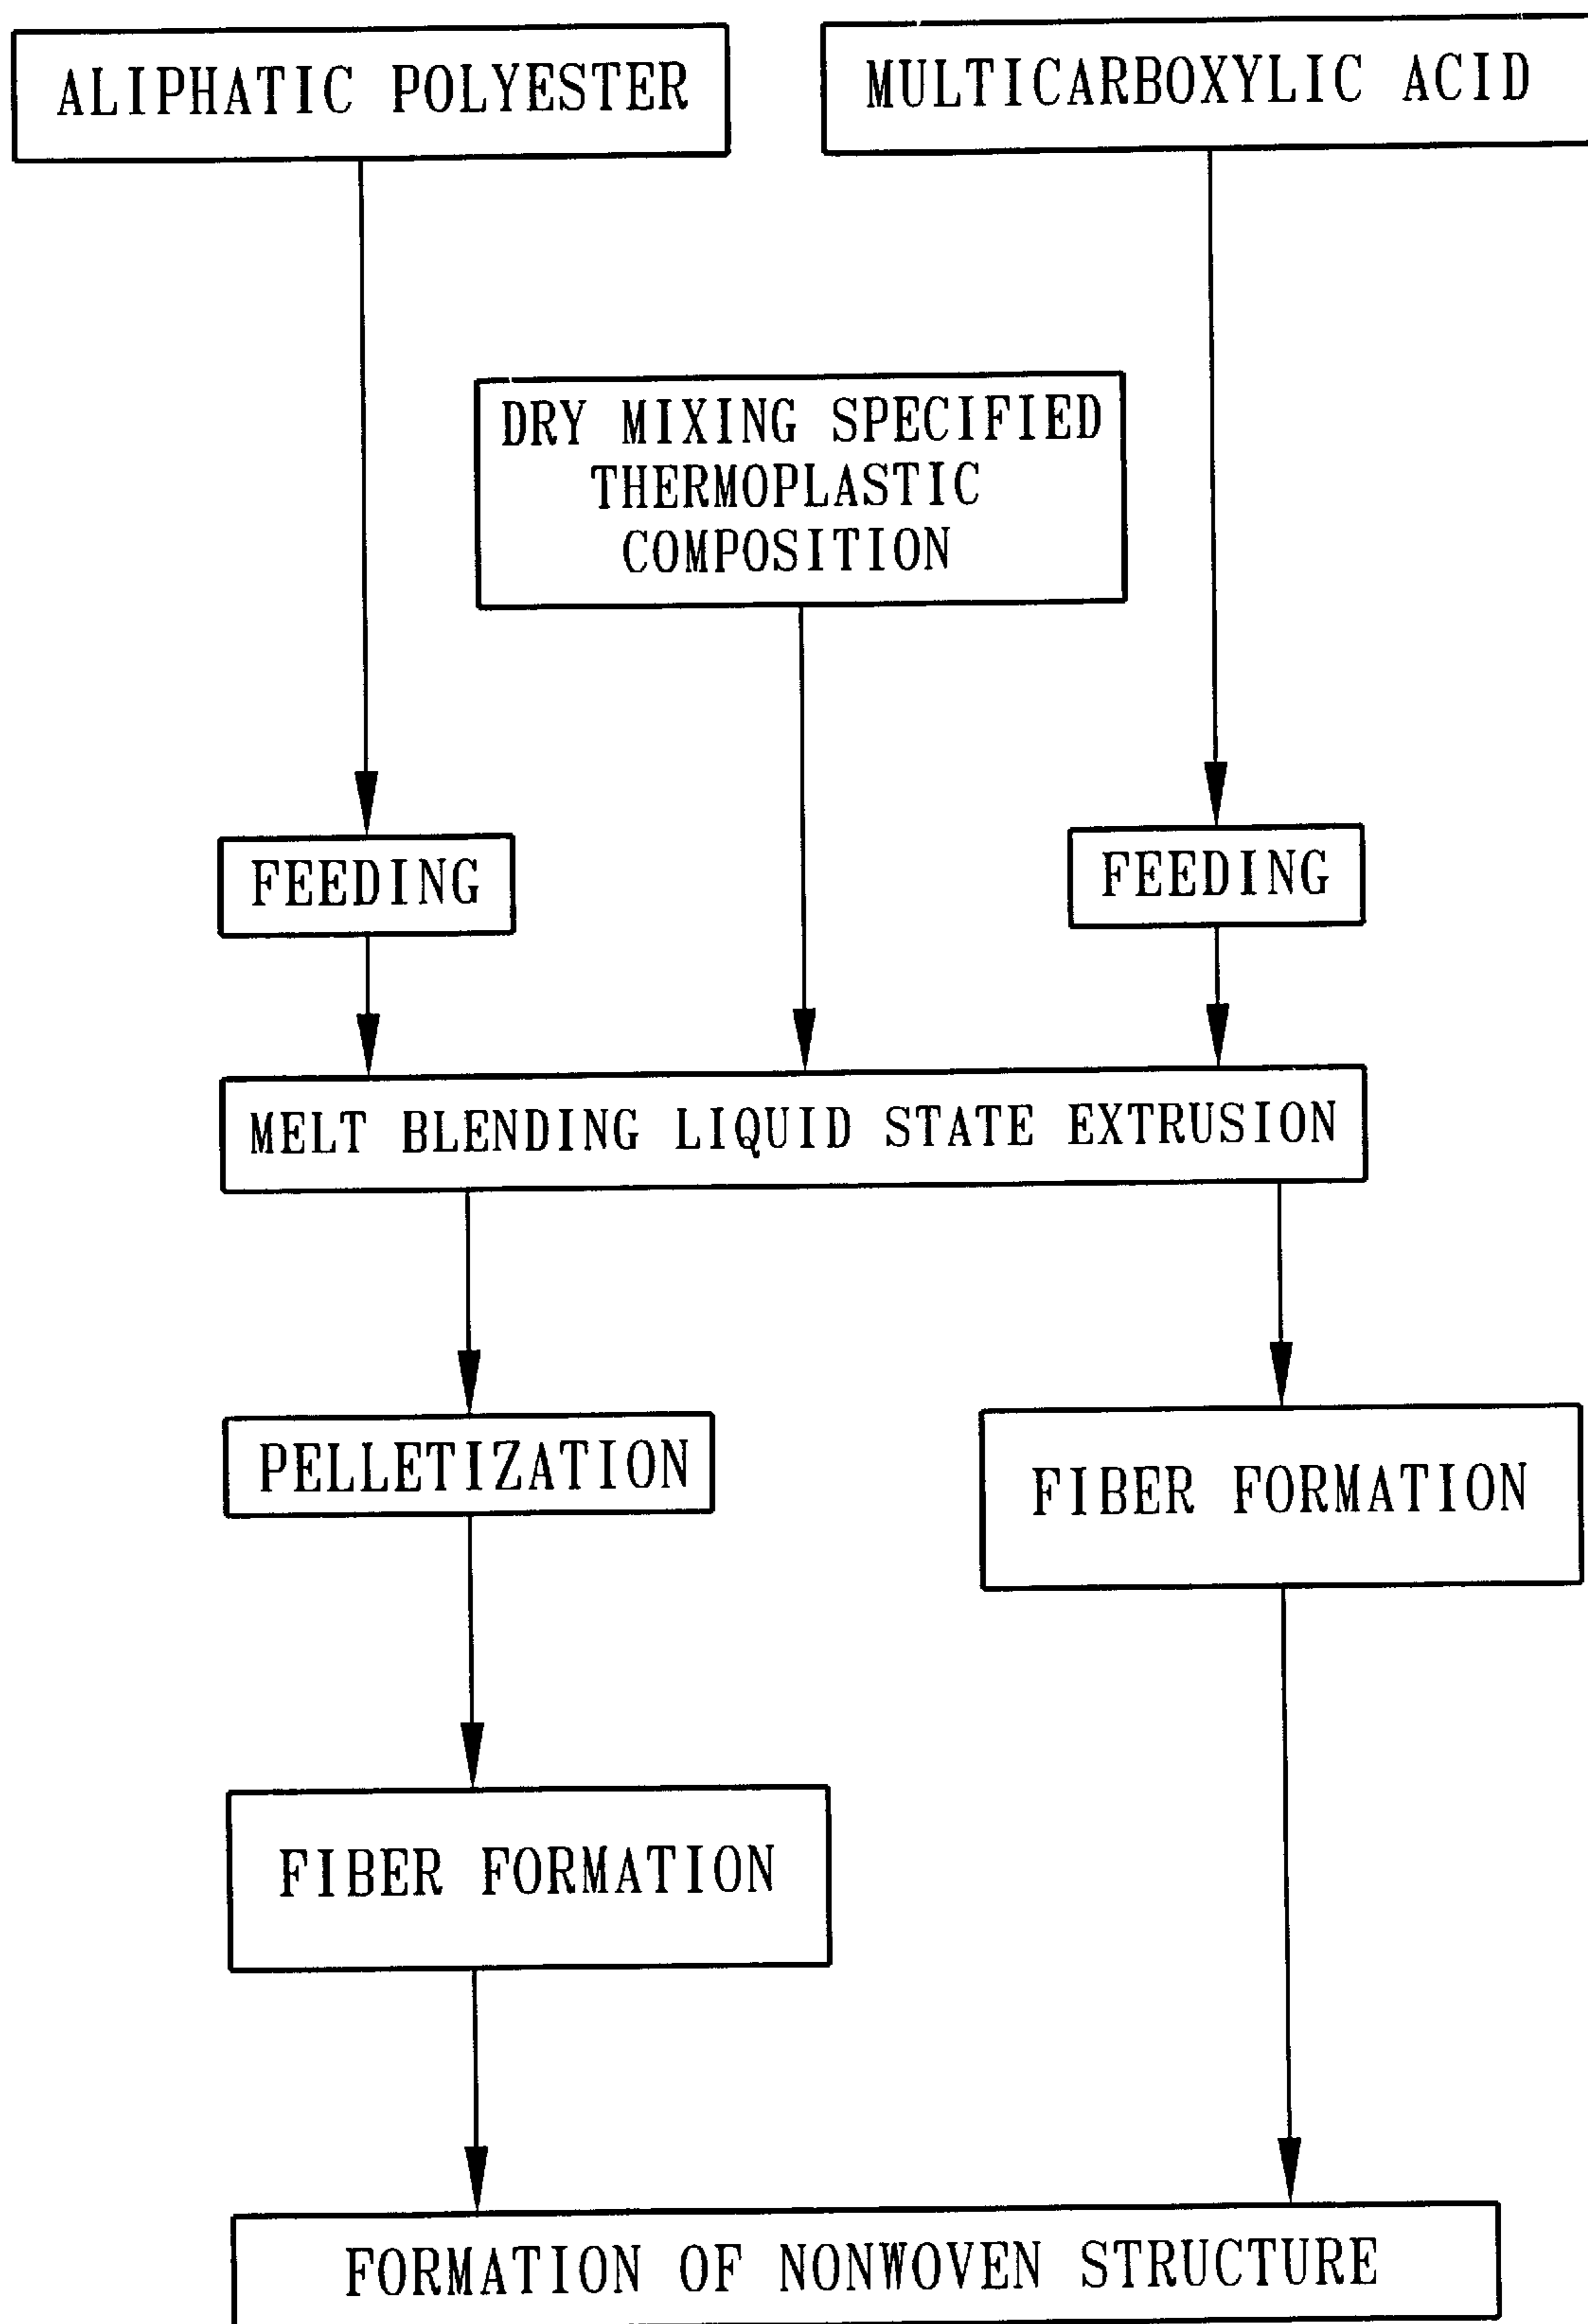 ALIPHATIC POLYESTER
MULTICARBOXYLIC ACID
DRY MIXING SPECIFIED
THERMOPLASTIC
COMPOSITION
FEEDING
FEEDING
MELT BLENDING LIQUID STATE EXTRUSION
PELLETIZATION
FIBER FORMATION
FIBER FORMATION
FORMATION OF NONWOVEN STRUCTURE